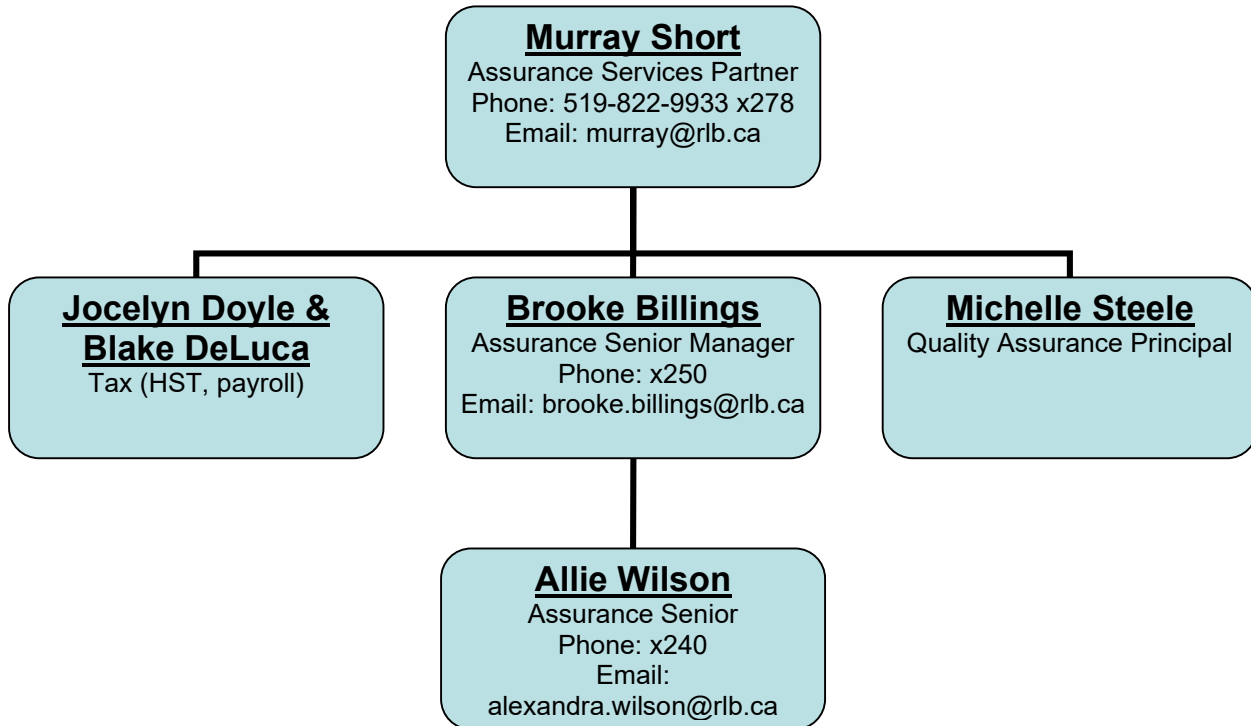 Murray Short
Assurance Services Partner
Phone: 519-822-9933 x278
Email: murray@rlb.ca
Jocelyn Doyle &
Blake DeLuca
Tax (HST, payroll)
Brooke Billings
Assurance Senior Manager
Phone: x250
Email: brooke.billings@rlb.ca
Michelle Steele
Quality Assurance Principal
Allie Wilson
Assurance Senior
Phone: x240
Email:
alexandra.wilson@rlb.ca